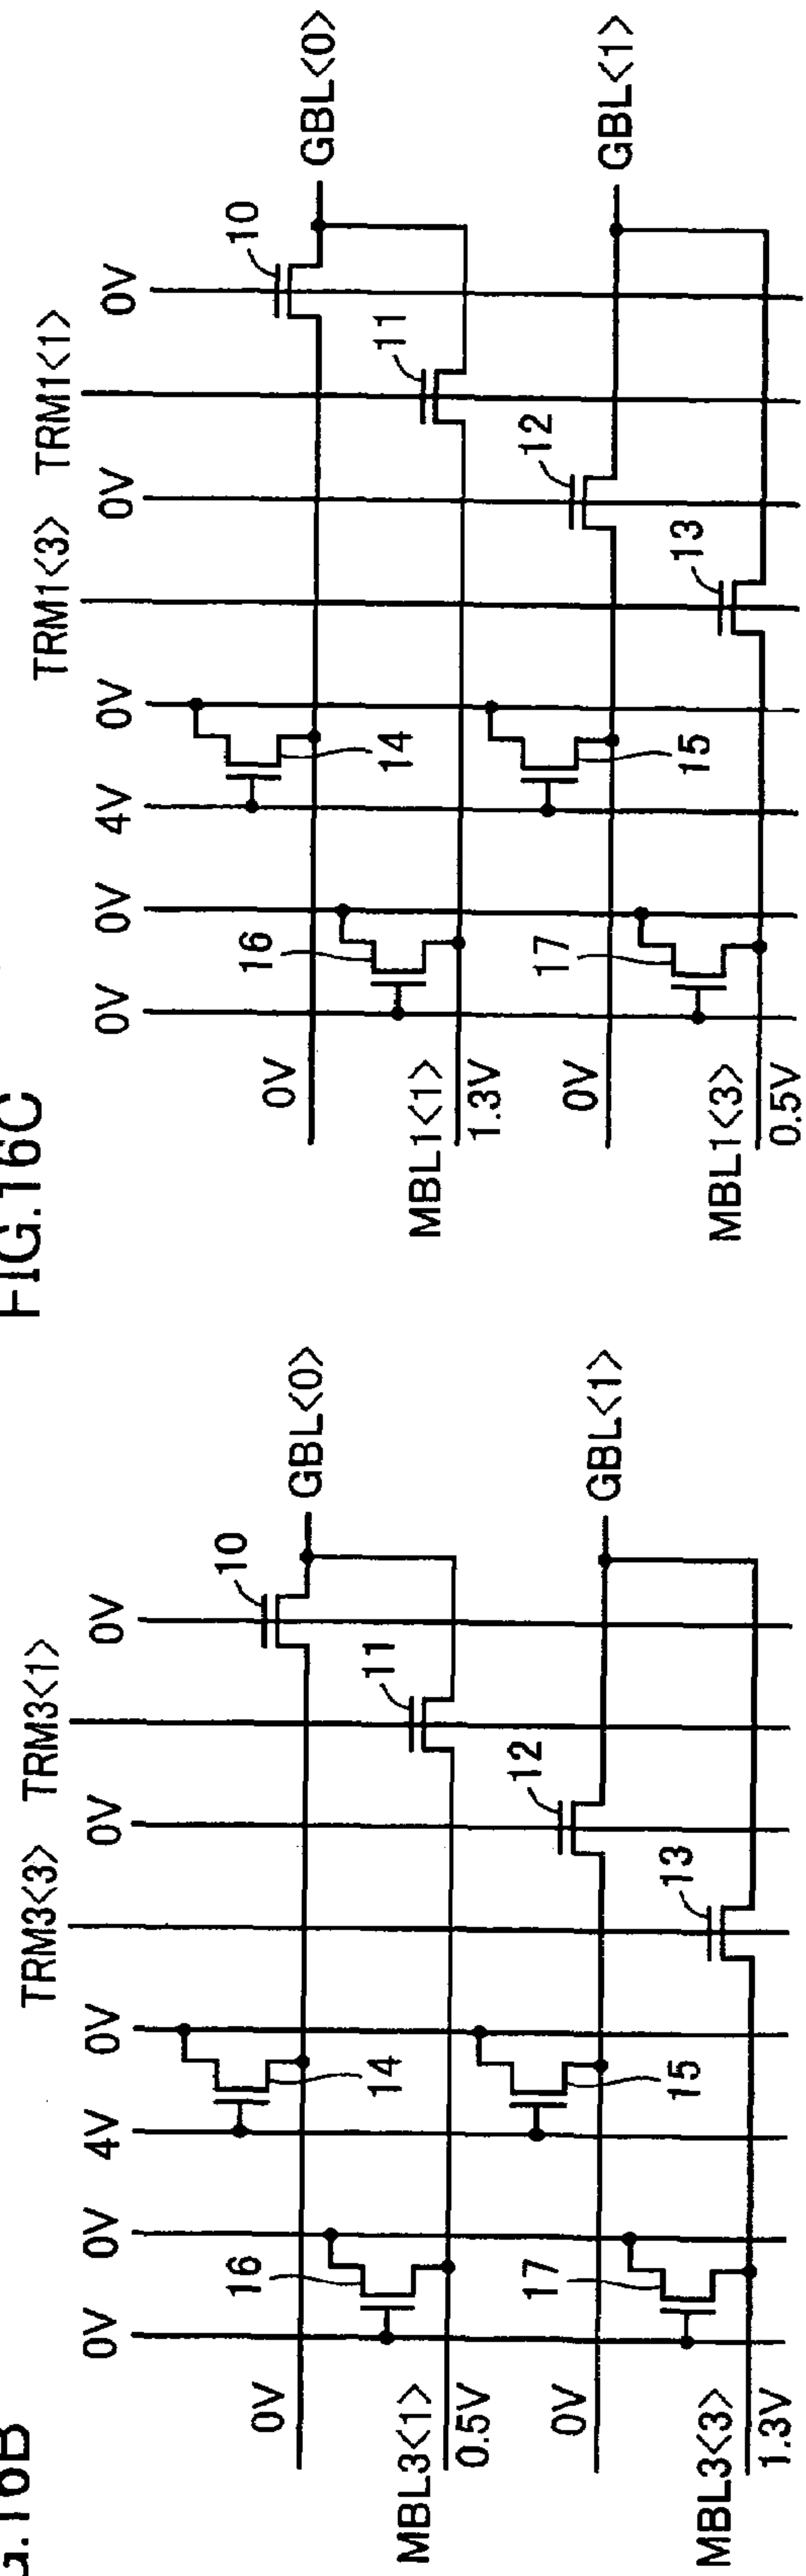 G.16B
TRM3<3> TRM3<1>
0V 0V 4V 0V 0V 0V
10
GBL<0>
0V
16
14
11
MBL3<1>
0.5V
12
0V
17
15
13
GBL<1>
MBL3<3>
1.3V
FIG.16C
TRM1<3> TRM1<1>
0V 0V 4V 0V 0V 0V
10
GBL<0>
0V
16
14
11
MBL1<1>
1.3V
12
0V
17
15
13
GBL<1>
MBL1<3>
0.5V